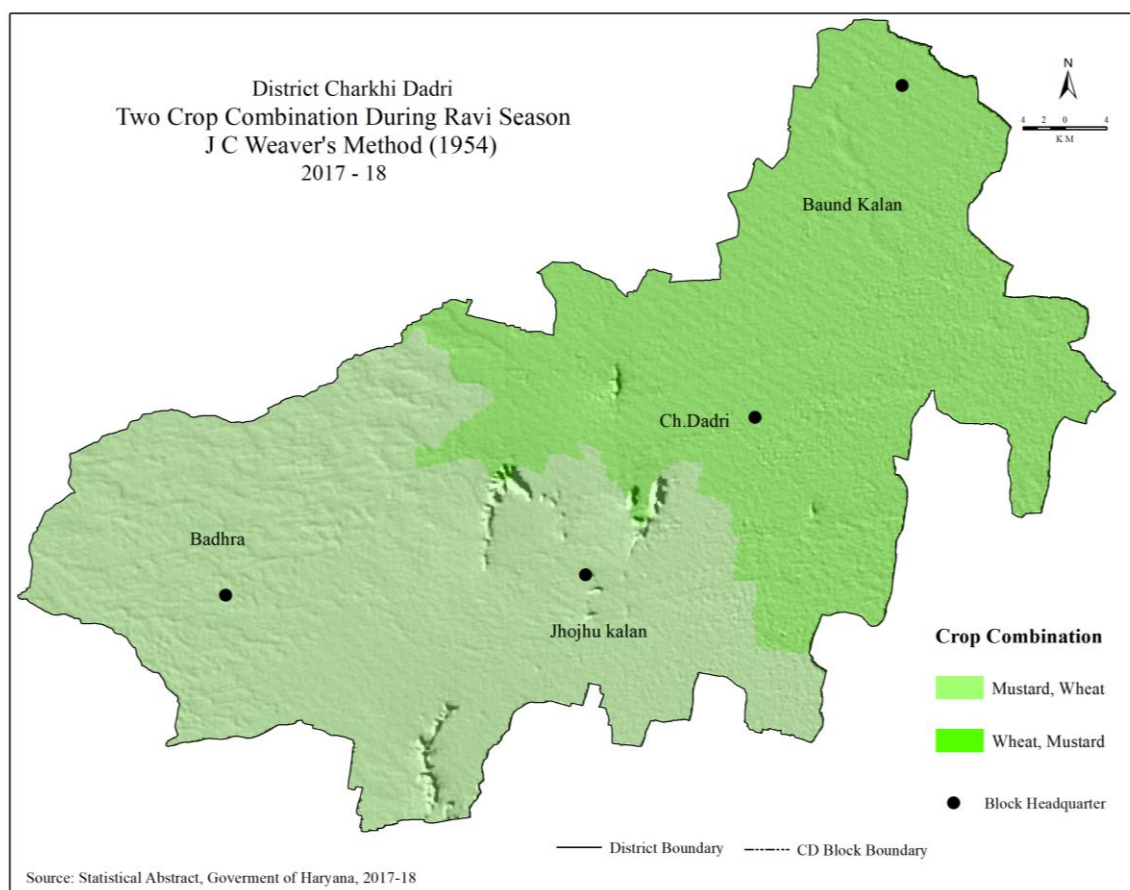 District Charkhi Dadri
Two Crop Combination During Ravi Season
J C Weaver's Method (1954)
2017 - 18
N
4 2 0 4
K M
Baund Kalan
Ch.Dadri
Badhra
Jhojhu kalan
Crop Combination
Mustard, Wheat
Wheat, Mustard
Block Headquarter
District Boundary
CD Block Boundary
Source: Statistical Abstract, Goverment of Haryana, 2017-18